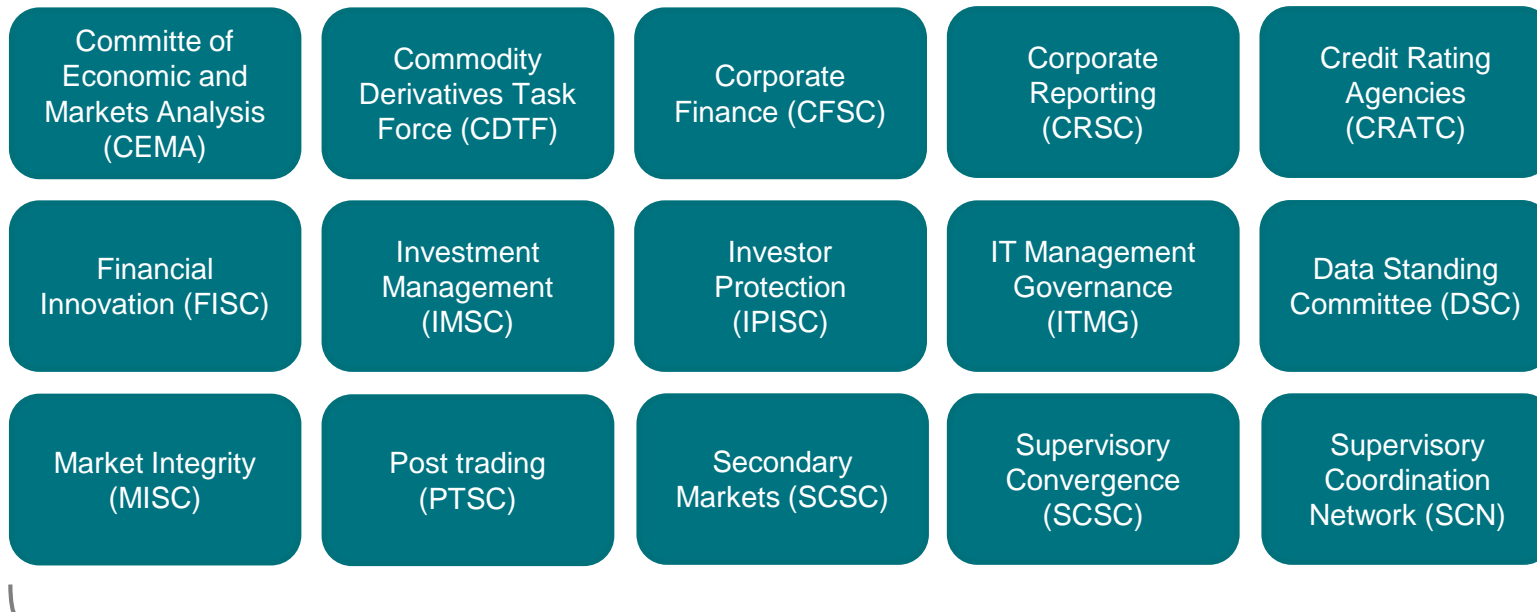 Committe of
Economic and
Markets Analysis
(CEMA)
Commodity
Derivatives Task
Force (CDTF)
Corporate
Finance (CFSC)
Corporate
Reporting
(CRSC)
Credit Rating
Agencies
(CRATC)
Financial
Innovation (FISC)
Investment
Management
(IMSC)
Investor
Protection
(IPISC)
IT Management
Governance
(ITMG)
Data Standing
Committee (DSC)
Market Integrity
(MISC)
Post trading
(PTSC)
Secondary
Markets (SCSC)
Supervisory
Convergence
(SCSC)
Supervisory
Coordination
Network (SCN)